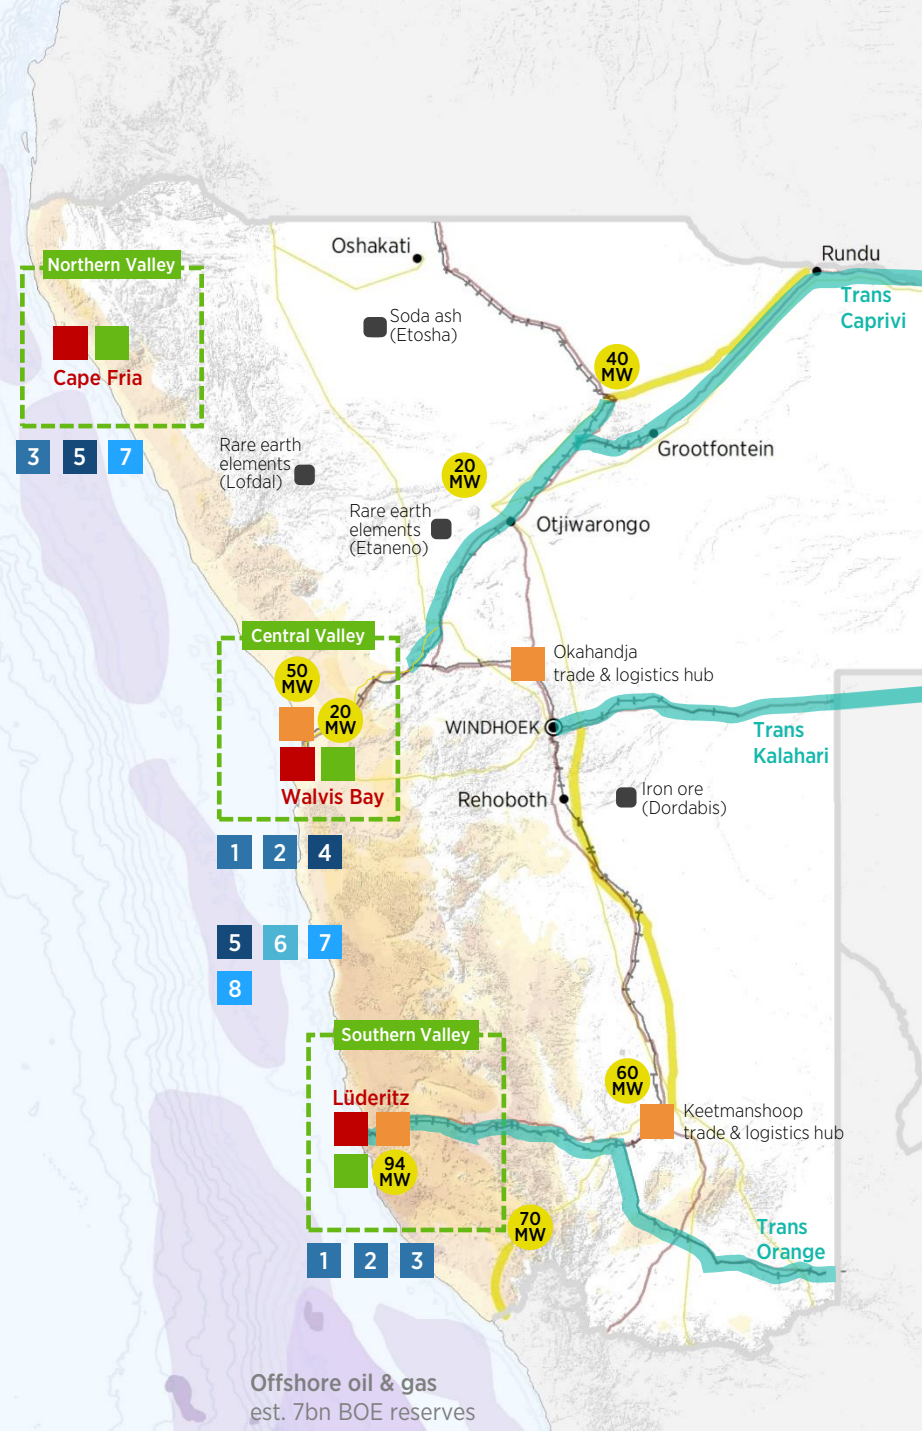 Oshakati
Rundu
Northern Valley
Trans
Caprivi
Soda ash
(Etosha)
40
MW
Cape Fria
3 5 7
Rare earth
elements
(Lofdal)
Grootfontein
20
MW
Rare earth
elements
(Etaneno)
Otjiwarongo
Central Valley
Okahandja
trade & logistics hub
50
MW
20
MW
WINDHOEK
Trans
Kalahari
Walvis Bay
Rehoboth
Iron ore
(Dordabis)
1 2 4
5 6 7
8
Southern Valley
60
MW
Lüderitz
Keetmanshoop
trade & logistics hub
94
MW
70
MW
Trans
Orange
1 2 3
Offshore oil & gas
est. 7bn BOE reserves